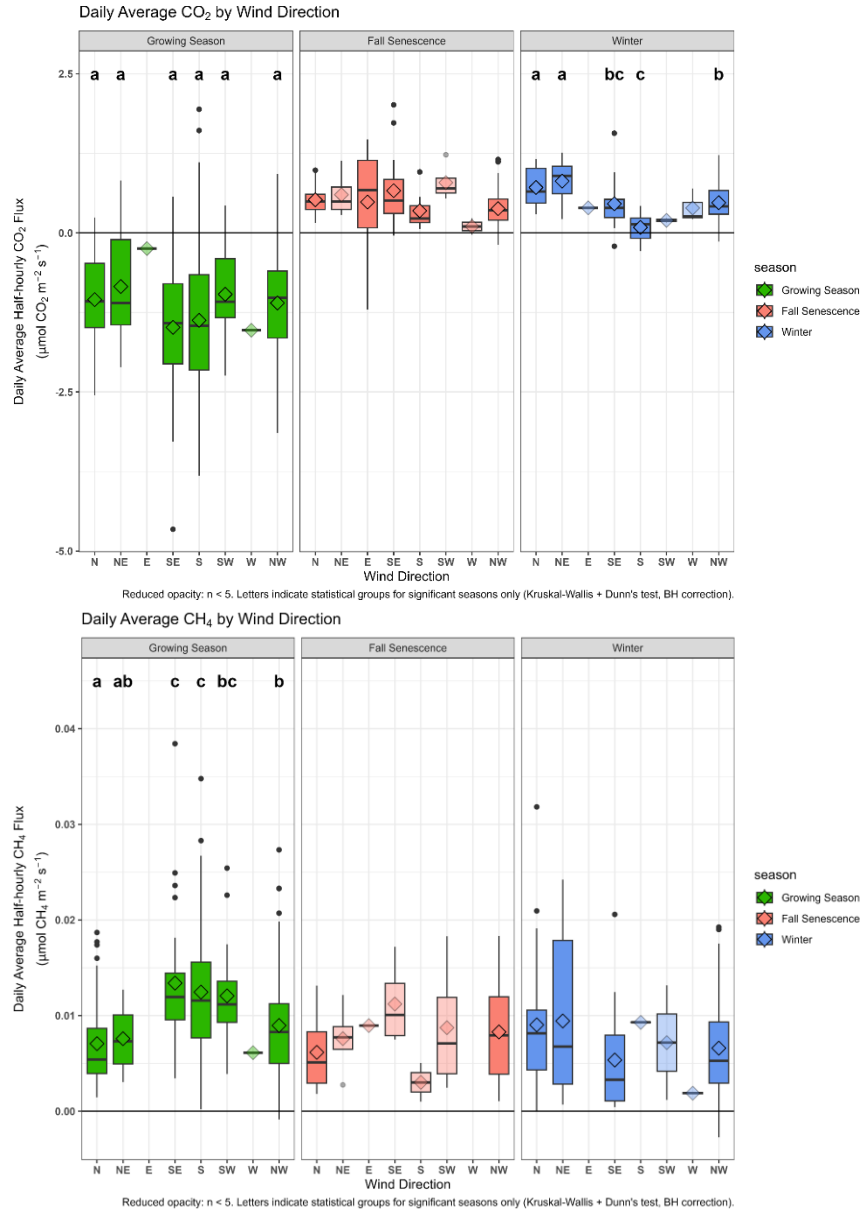 Daily Average CO₂ by Wind Direction
Growing Season
Fall Senescence
Winter
a a a a a a
a a bc c b
2.5
0.0
-2.5
-5.0
Daily Average Half-hourly CO₂ Flux
(µmol CO₂ m⁻² s⁻¹)
N NE E SE S SW W NW
N NE E SE S SW W NW
N NE E SE S SW W NW
Wind Direction
season
Growing Season
Fall Senescence
Winter
Reduced opacity: n < 5. Letters indicate statistical groups for significant seasons only (Kruskal-Wallis + Dunn's test, BH correction).
Daily Average CH₄ by Wind Direction
Growing Season
Fall Senescence
Winter
a ab c c bc b
0.04
0.03
0.02
0.01
0.00
Daily Average Half-hourly CH₄ Flux
(µmol CH₄ m⁻² s⁻¹)
N NE E SE S SW W NW
N NE E SE S SW W NW
N NE E SE S SW W NW
Wind Direction
season
Growing Season
Fall Senescence
Winter
Reduced opacity: n < 5. Letters indicate statistical groups for significant seasons only (Kruskal-Wallis + Dunn's test, BH correction).